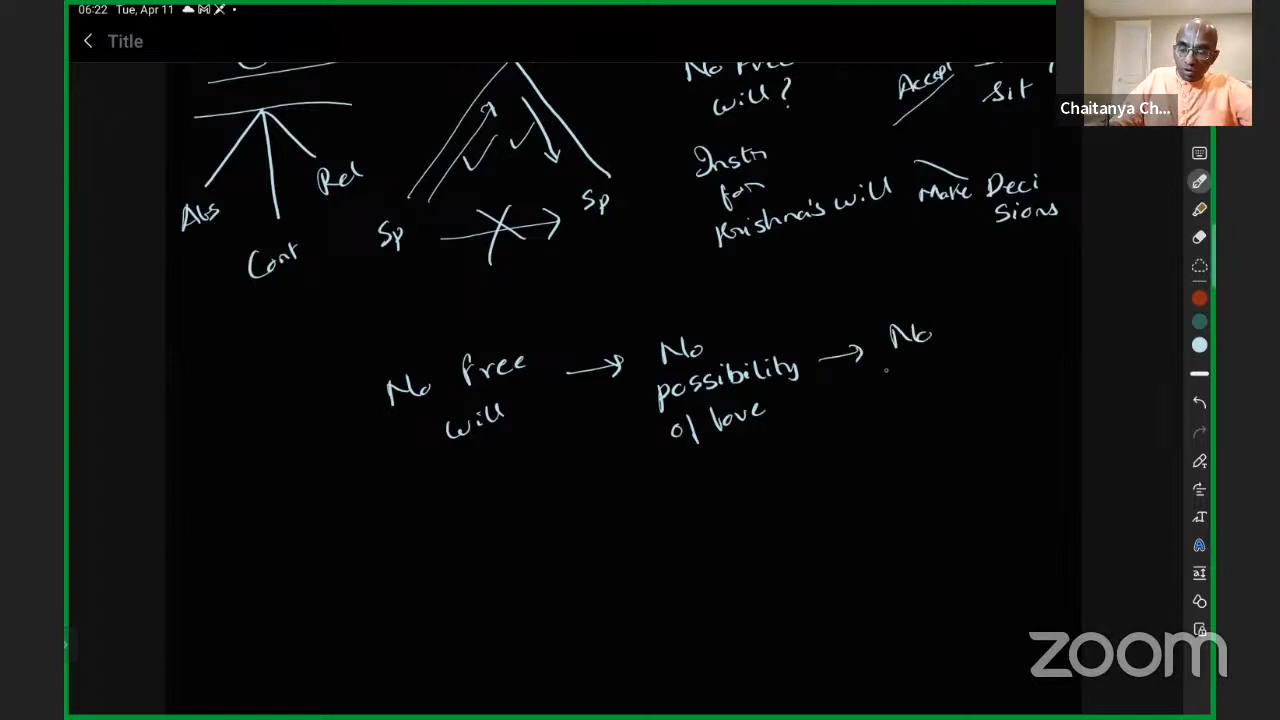 06:22 Tue, Apr 11
Title
Chaitanya Ch...
No Free
will?
Accept
Sit
Abs
Cont
Rel
Sp
Sp
Instn
for
Krishna's will
Make Deci
sions
No free
will
No
possibility
of love
No
zoom